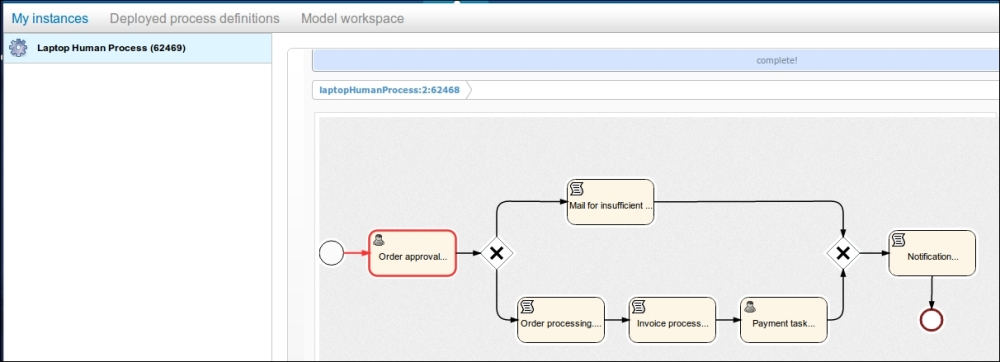 My instances Deployed process definitions Model workspace
Laptop Human Process (62469)
complete!
laptopHumanProcess:2:62468
Mail for insufficient ...
Order approval...
Notification...
Order processing....
Invoice process...
Payment task...